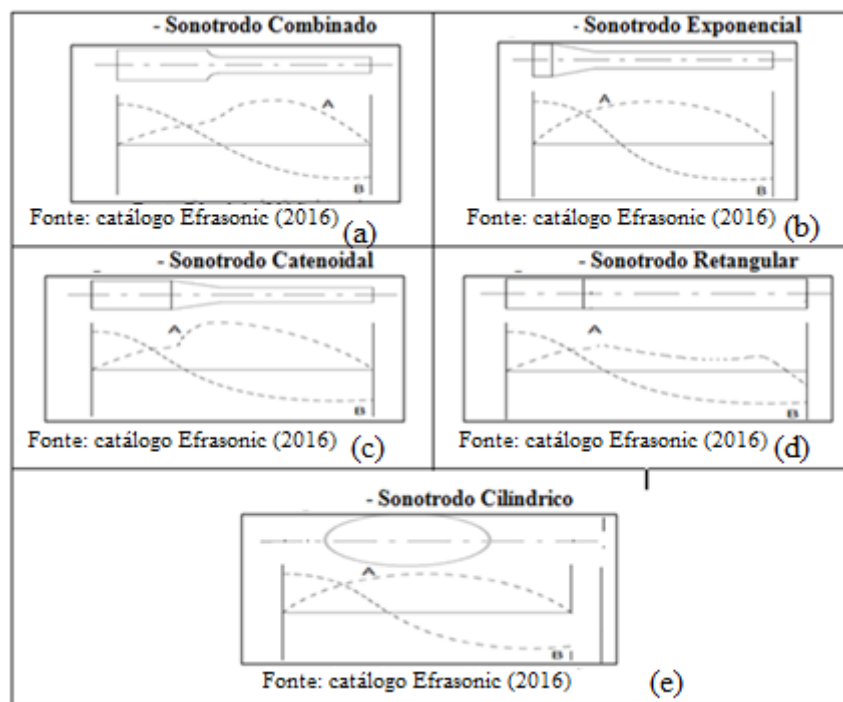 - Sonotrodo Combinado
A
B
Fonte: catálogo Efrasonic (2016)
(a)
- Sonotrodo Exponencial
A
B
Fonte: catálogo Efrasonic (2016)
(b)
- Sonotrodo Catenoidal
A
B
Fonte: catálogo Efrasonic (2016)
(c)
- Sonotrodo Retangular
A
B
Fonte: catálogo Efrasonic (2016)
(d)
- Sonotrodo Cilíndrico
A
B
Fonte: catálogo Efrasonic (2016)
(e)